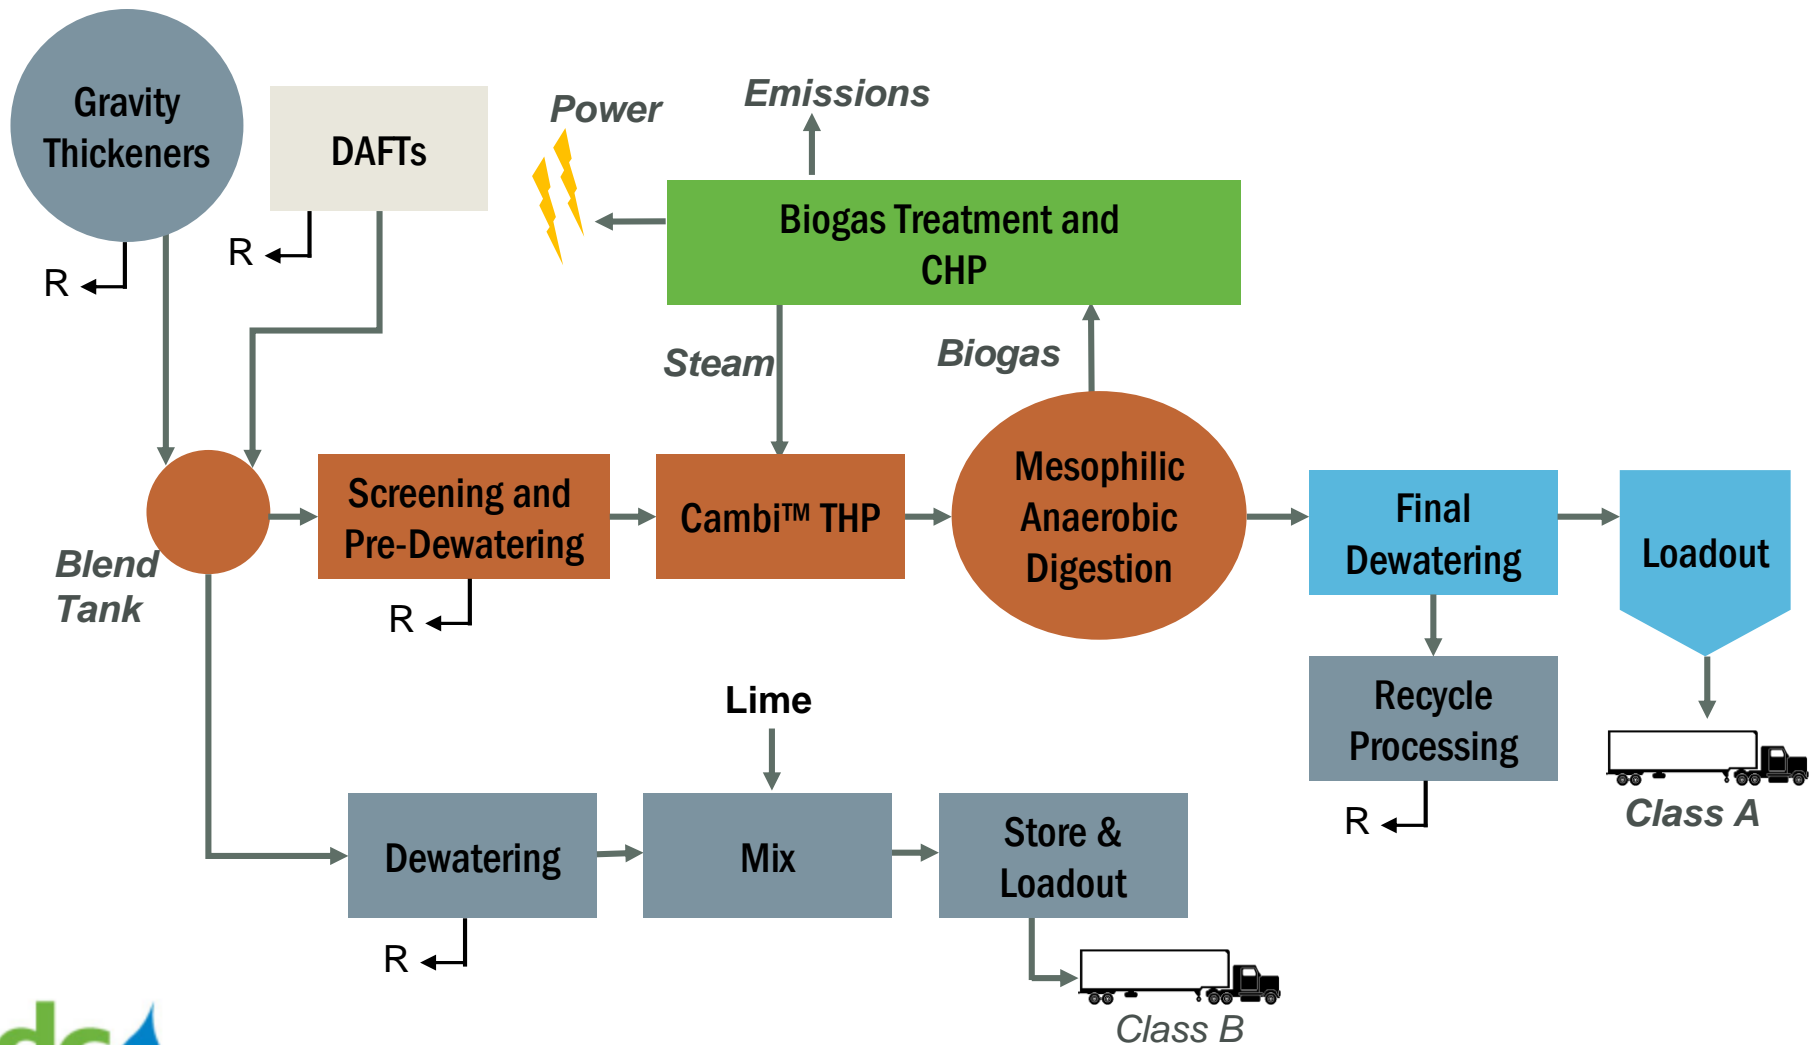 Gravity
Thickeners
DAFTs
Power
Emissions
Biogas Treatment and
CHP
R
R
Steam
Biogas
Blend
Tank
Screening and
Pre-Dewatering
R
Cambi™ THP
Mesophilic
Anaerobic
Digestion
Final
Dewatering
Loadout
Recycle
Processing
R
Class A
Lime
Dewatering
R
Mix
Store &
Loadout
Class B
dc